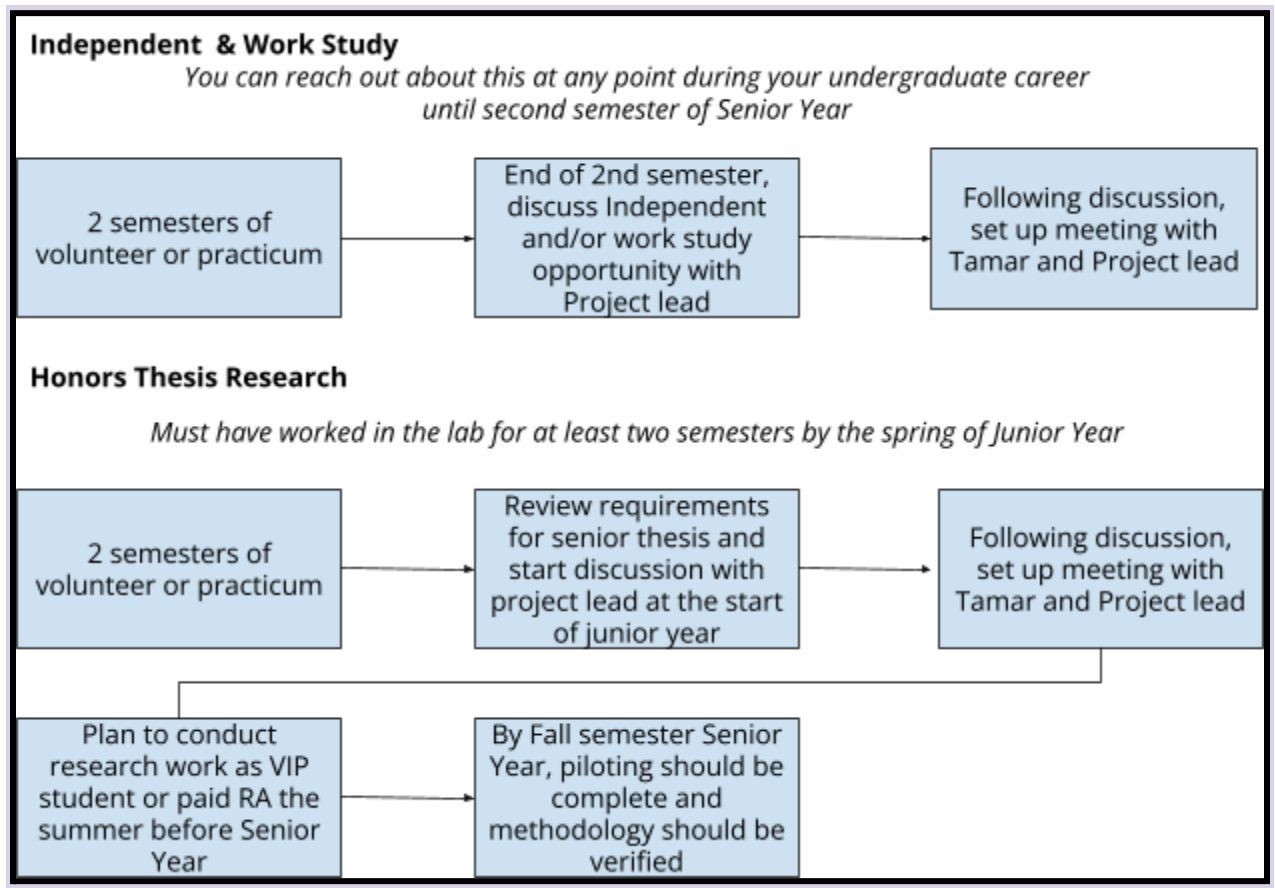 Independent  & Work Study
You can reach out about this at any point during your undergraduate career
until second semester of Senior Year
2 semesters of
volunteer or practicum
End of 2nd semester,
discuss Independent
and/or work study
opportunity with
Project lead
Following discussion,
set up meeting with
Tamar and Project lead
Honors Thesis Research
Must have worked in the lab for at least two semesters by the spring of Junior Year
2 semesters of
volunteer or practicum
Review requirements
for senior thesis and
start discussion with
project lead at the start
of junior year
Following discussion,
set up meeting with
Tamar and Project lead
Plan to conduct
research work as VIP
student or paid RA the
summer before Senior
Year
By Fall semester Senior
Year, piloting should be
complete and
methodology should be
verified